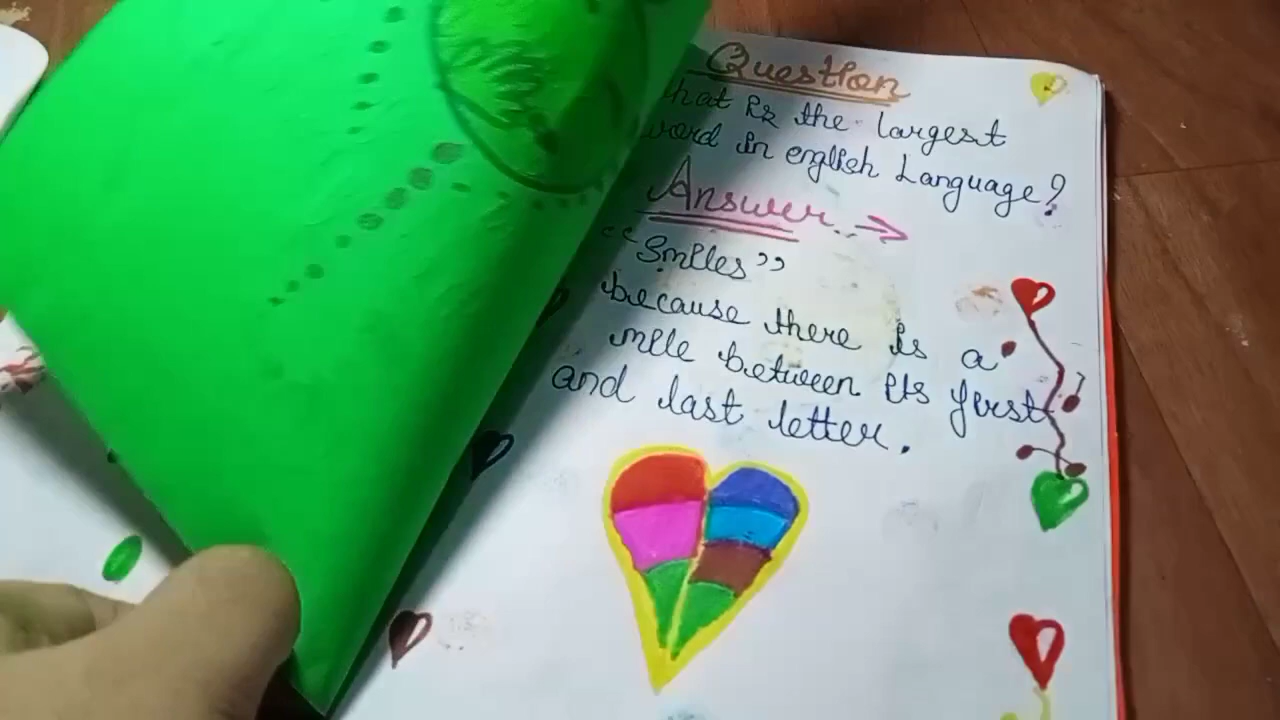 Question
hat is the largest
word in english Language?
Answer →
"Smiles"
because there is a
mile between its first
and last letter.